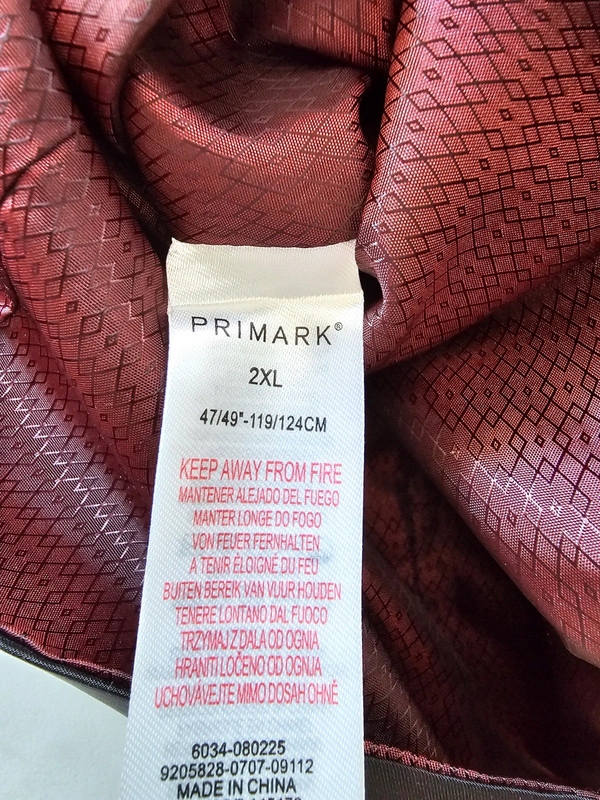 PRIMARK®
2XL
47/49"-119/124CM
KEEP AWAY FROM FIRE
MANTENER ALEJADO DEL FUEGO
MANTER LONGE DO FOGO
VON FEUER FERNHALTEN
A TENIR ÉLOIGNÉ DU FEU
BUITEN BEREIK VAN VUUR HOUDEN
TENERE LONTANO DAL FUOCO
TRZYMAJ Z DALA OD OGNIA
HRANITI LOČENO OD OGNJA
UCHOVÁVEJTE MIMO DOSAH OHNĚ
6034-080225
9205828-0707-09112
MADE IN CHINA